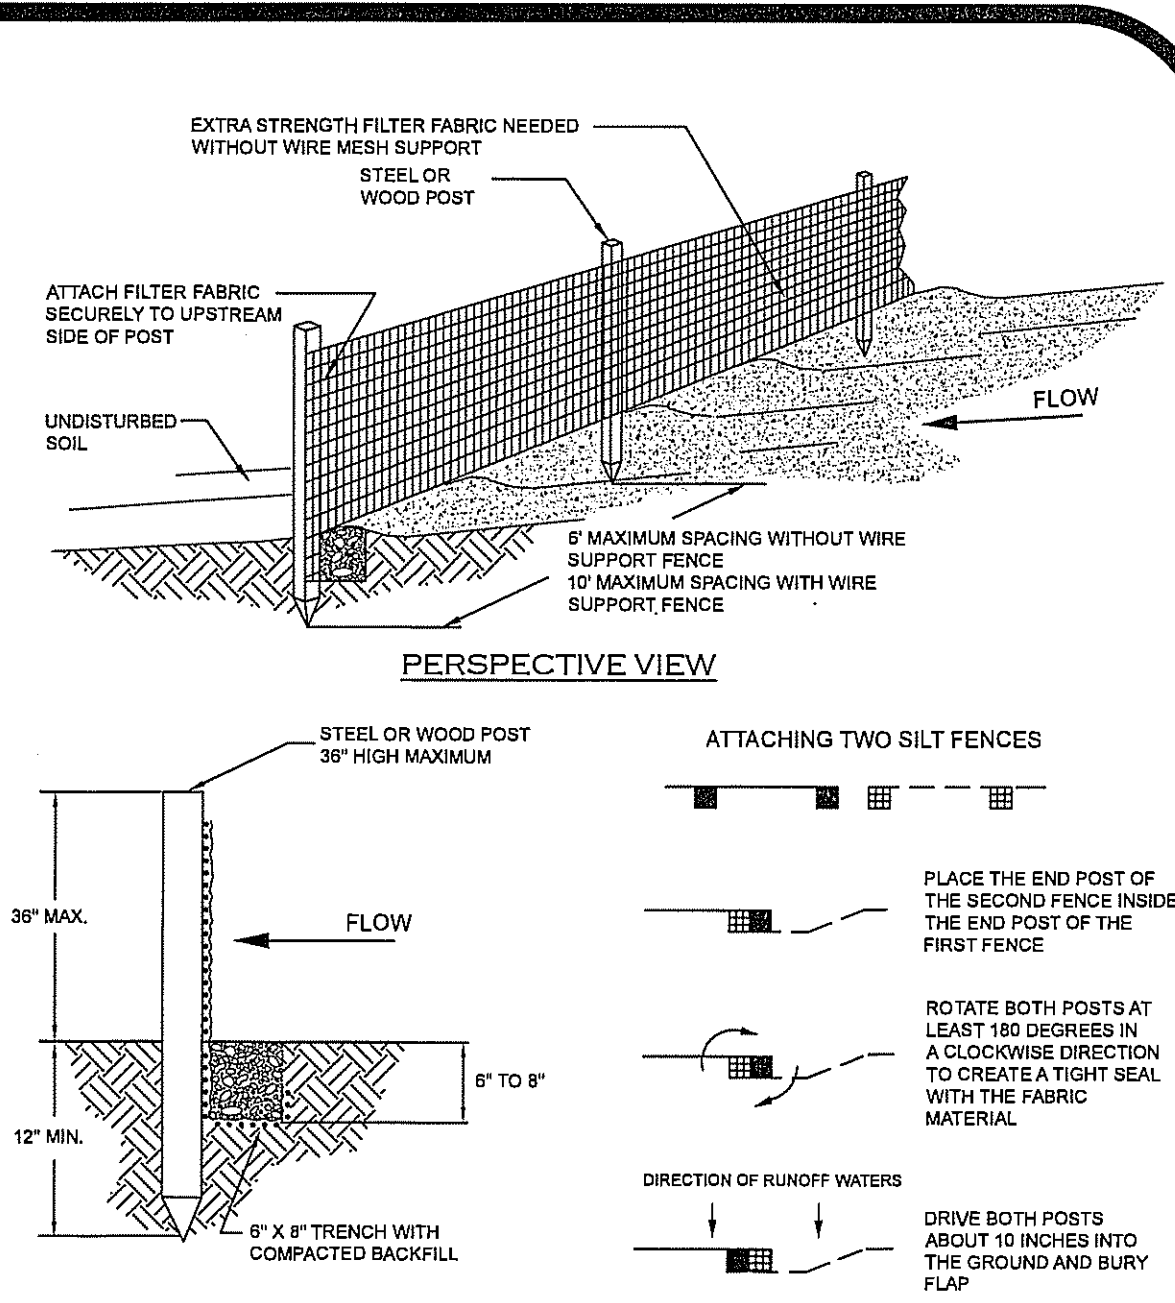 EXTRA STRENGTH FILTER FABRIC NEEDED
WITHOUT WIRE MESH SUPPORT
STEEL OR
WOOD POST
ATTACH FILTER FABRIC
SECURELY TO UPSTREAM
SIDE OF POST
UNDISTURBED
SOIL
FLOW
6' MAXIMUM SPACING WITHOUT WIRE
SUPPORT FENCE
10' MAXIMUM SPACING WITH WIRE
SUPPORT FENCE
PERSPECTIVE VIEW
STEEL OR WOOD POST
36" HIGH MAXIMUM
36" MAX.
FLOW
6" TO 8"
12" MIN.
6" X 8" TRENCH WITH
COMPACTED BACKFILL
ATTACHING TWO SILT FENCES
PLACE THE END POST OF
THE SECOND FENCE INSIDE
THE END POST OF THE
FIRST FENCE
ROTATE BOTH POSTS AT
LEAST 180 DEGREES IN
A CLOCKWISE DIRECTION
TO CREATE A TIGHT SEAL
WITH THE FABRIC
MATERIAL
DIRECTION OF RUNOFF WATERS
DRIVE BOTH POSTS
ABOUT 10 INCHES INTO
THE GROUND AND BURY
FLAP